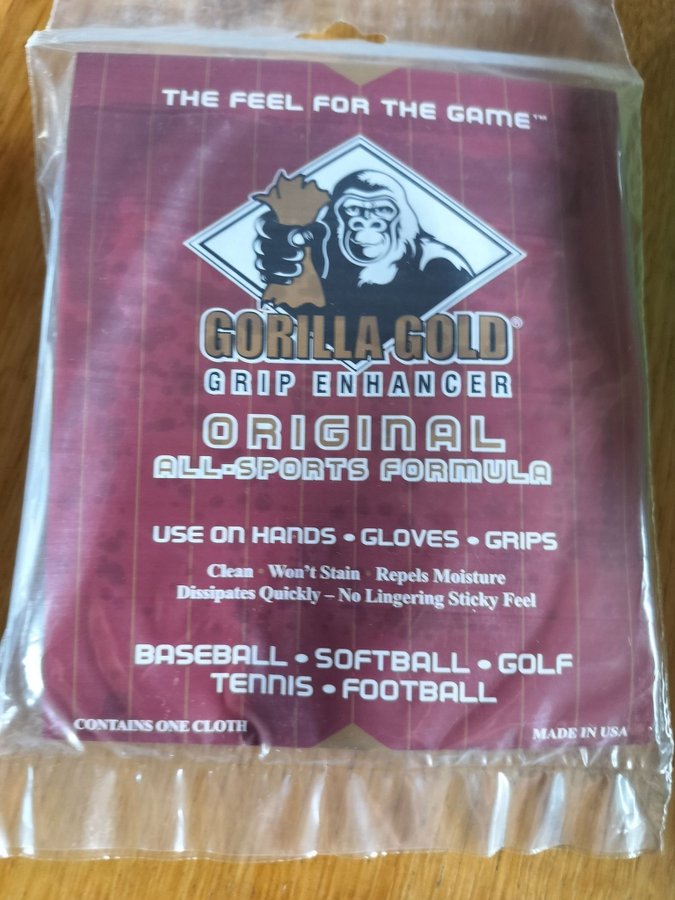 THE FEEL FOR THE GAME™
GORILLA GOLD®
GRIP ENHANCER
ORIGINAL
ALL-SPORTS FORMULA
USE ON HANDS • GLOVES • GRIPS
Clean • Won't Stain • Repels Moisture
Dissipates Quickly – No Lingering Sticky Feel
BASEBALL • SOFTBALL • GOLF
TENNIS • FOOTBALL
CONTAINS ONE CLOTH
MADE IN USA